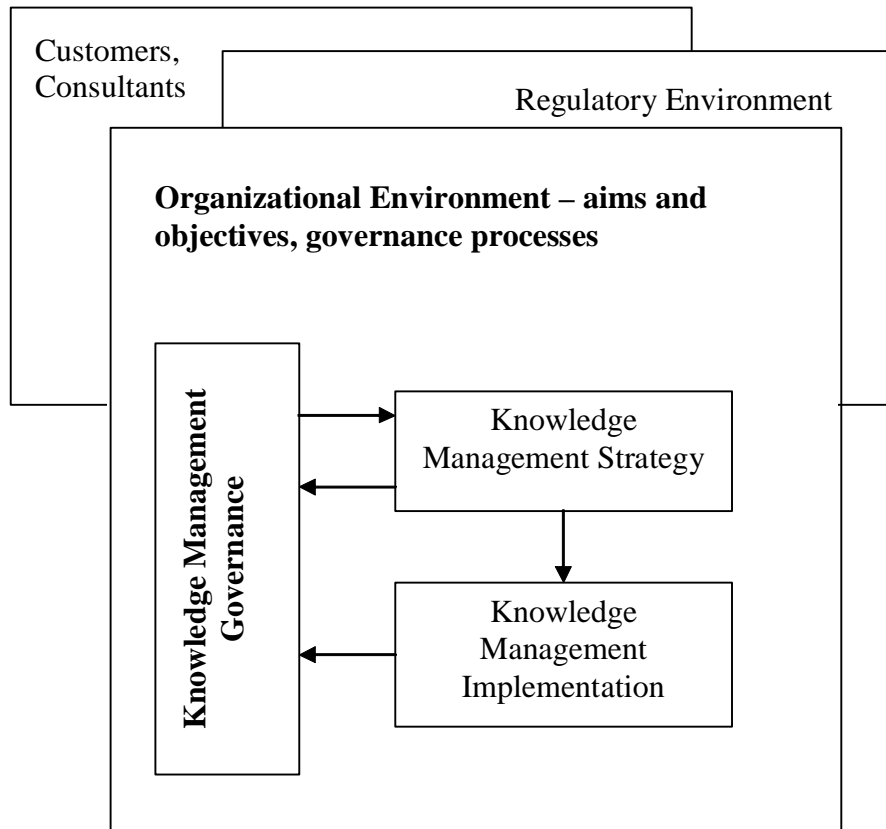 Customers,
Consultants
Regulatory Environment
Organizational Environment – aims and
objectives, governance processes
Knowledge Management
Governance
Knowledge
Management Strategy
Knowledge
Management
Implementation